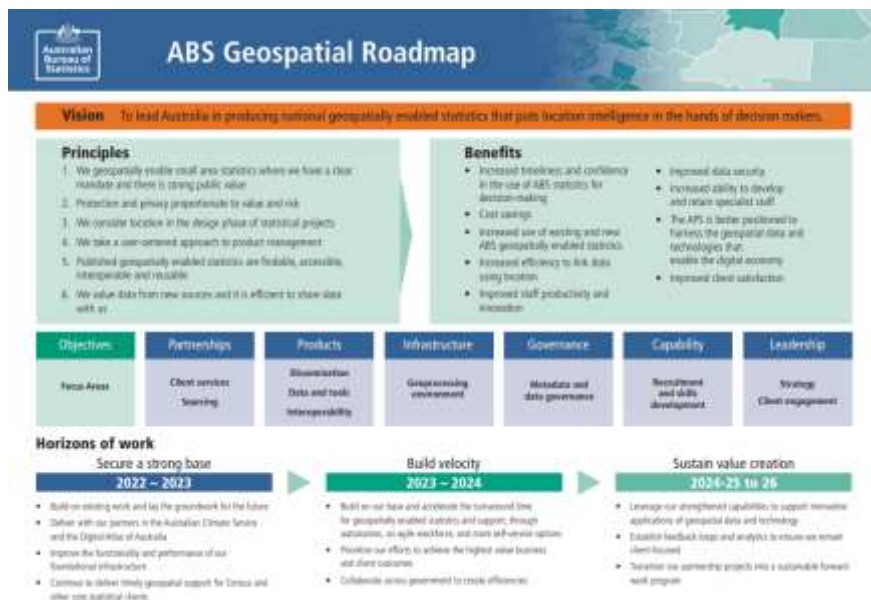 Australian
Bureau of
Statistics
ABS Geospatial Roadmap
Vision To lead Australia in producing national geospatially enabled statistics that puts location intelligence in the hands of decision makers.
Principles
1. We geospatially enable small area statistics where we have a clear
mandate and there is strong public value
2. Protection and privacy proportionate to value and risk
3. We consider location in the design phase of statistical projects
4. We take a user-centered approach to product management
5. Published geospatially enabled statistics are findable, accessible,
interoperable and reusable
6. We value data from new sources and it is efficient to share data
with us
Benefits
• Increased timeliness and confidence
in the use of ABS statistics for
decision-making
• Cost savings
• Increased use of existing and new
ABS geospatially enabled statistics
• Increased efficiency to link data
using location
• Improved staff productivity and
innovation
• Improved data security
• Increased ability to develop
and retain specialist staff
• The APS is better positioned to
harness the geospatial data and
technologies that
enable the digital economy
• Improved client satisfaction
Objectives
Partnerships
Products
Infrastructure
Governance
Capability
Leadership
Focus Areas
Client services
Sourcing
Dissemination
Data and tools
Interoperability
Geoprocessing
environment
Metadata and
data governance
Recruitment
and skills
development
Strategy
Client engagement
Horizons of work
Secure a strong base
2022 – 2023
• Build on existing work and lay the groundwork for the future
• Deliver with our partners in the Australian Climate Service
and the Digital Atlas of Australia
• Improve the functionality and performance of our
foundational infrastructure
• Continue to deliver timely geospatial support for Census and
other core statistical clients
Build velocity
2023 – 2024
• Build on our base and accelerate the turnaround time
for geospatially enabled statistics and support, through
automation, an agile workforce, and more self-service options
• Prioritise our efforts to achieve the highest value business
and client outcomes
• Collaborate across government to create efficiencies
Sustain value creation
2024-25 to 26
• Leverage our strengthened capabilities to support innovative
applications of geospatial data and technology
• Establish feedback loops and analytics to ensure we remain
client-focused
• Transition our partnership projects into a sustainable forward
work program